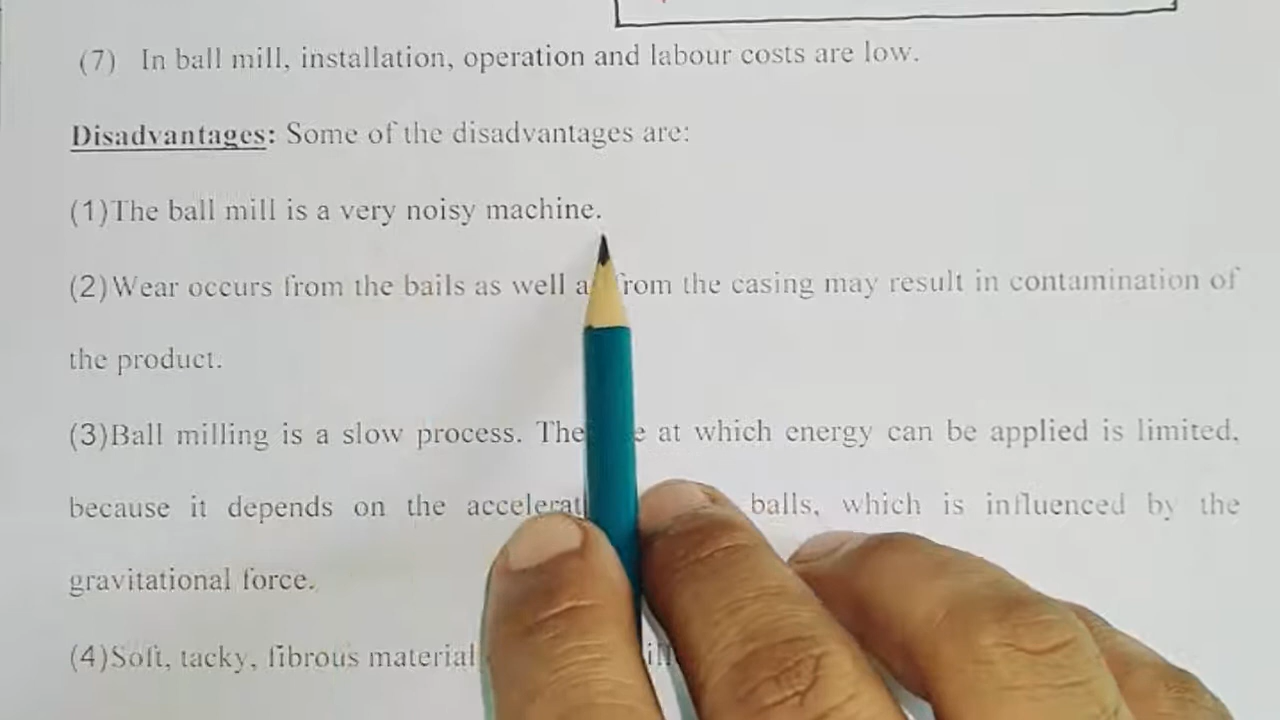 (7) In ball mill, installation, operation and labour costs are low.
Disadvantages: Some of the disadvantages are:
(1)The ball mill is a very noisy machine.
(2)Wear occurs from the bails as well from the casing may result in contamination of
the product.
(3)Ball milling is a slow process. The at which energy can be applied is limited,
because it depends on the balls, which is influenced by the
gravitational force.
(4)Soft, tacky, fibrous material